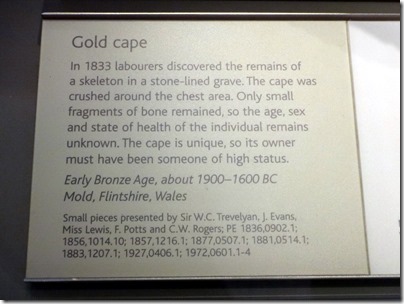 Gold cape
In 1833 labourers discovered the remains of
a skeleton in a stone-lined grave. The cape was
crushed around the chest area. Only small
fragments of bone remained, so the age, sex
and state of health of the individual remains
unknown. The cape is unique, so its owner
must have been someone of high status.
Early Bronze Age, about 1900–1600 BC
Mold, Flintshire, Wales
Small pieces presented by Sir W.C. Trevelyan, J. Evans,
Miss Lewis, F. Potts and C.W. Rogers; PE 1836,0902.1;
1856,1014.10; 1857,1216.1; 1877,0507.1; 1881,0514.1;
1883,1207.1; 1927,0406.1; 1972,0601.1-4